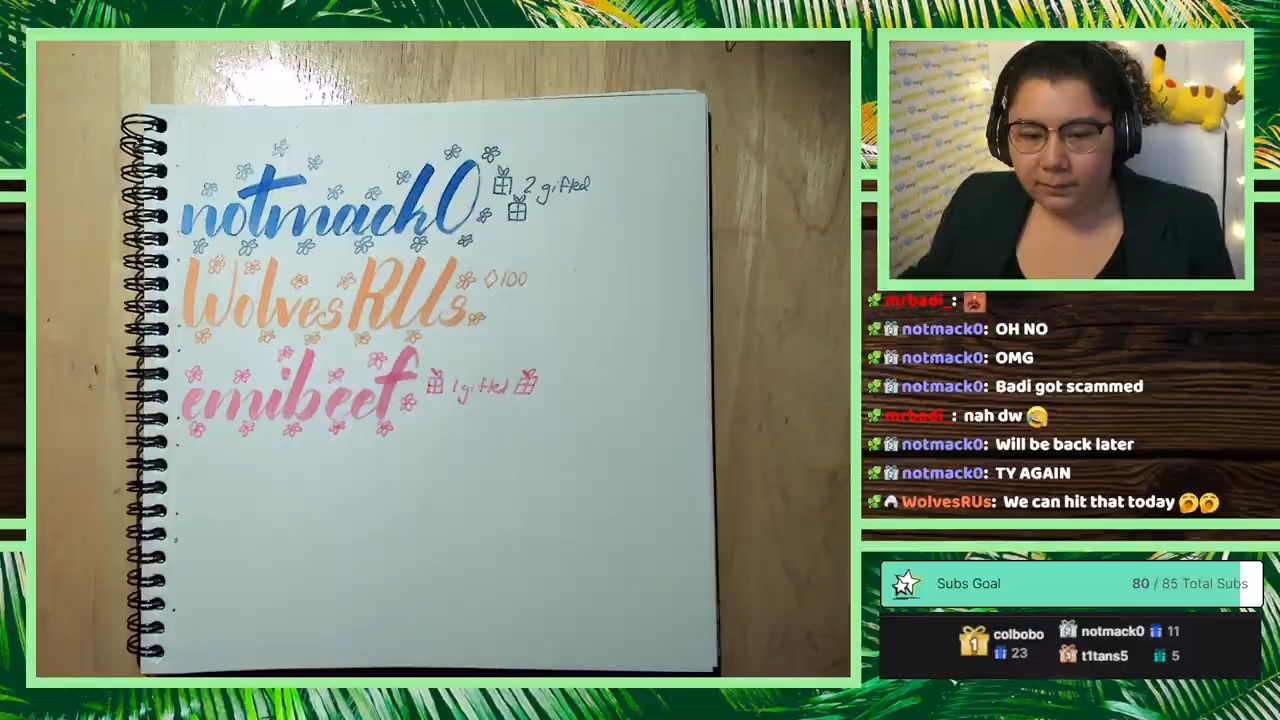 notmack0 2 gifted
WolvesRUs 100
emibeef 1 gifted
mrbadi_:
notmack0: OH NO
notmack0: OMG
notmack0: Badi got scammed
mrbadi_: nah dw
notmack0: Will be back later
notmack0: TY AGAIN
WolvesRUs: We can hit that today
Subs Goal 80 / 85 Total Subs
1 colbobo 23
2 notmack0 11
3 t1tans5 5